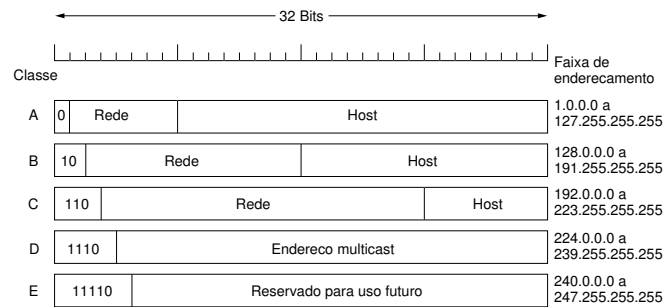 32 Bits
Classe
Faixa de
enderecamento
A
0
Rede
Host
1.0.0.0 a
127.255.255.255
B
10
Rede
Host
128.0.0.0 a
191.255.255.255
C
110
Rede
Host
192.0.0.0 a
223.255.255.255
D
1110
Endereco multicast
224.0.0.0 a
239.255.255.255
E
11110
Reservado para uso futuro
240.0.0.0 a
247.255.255.255